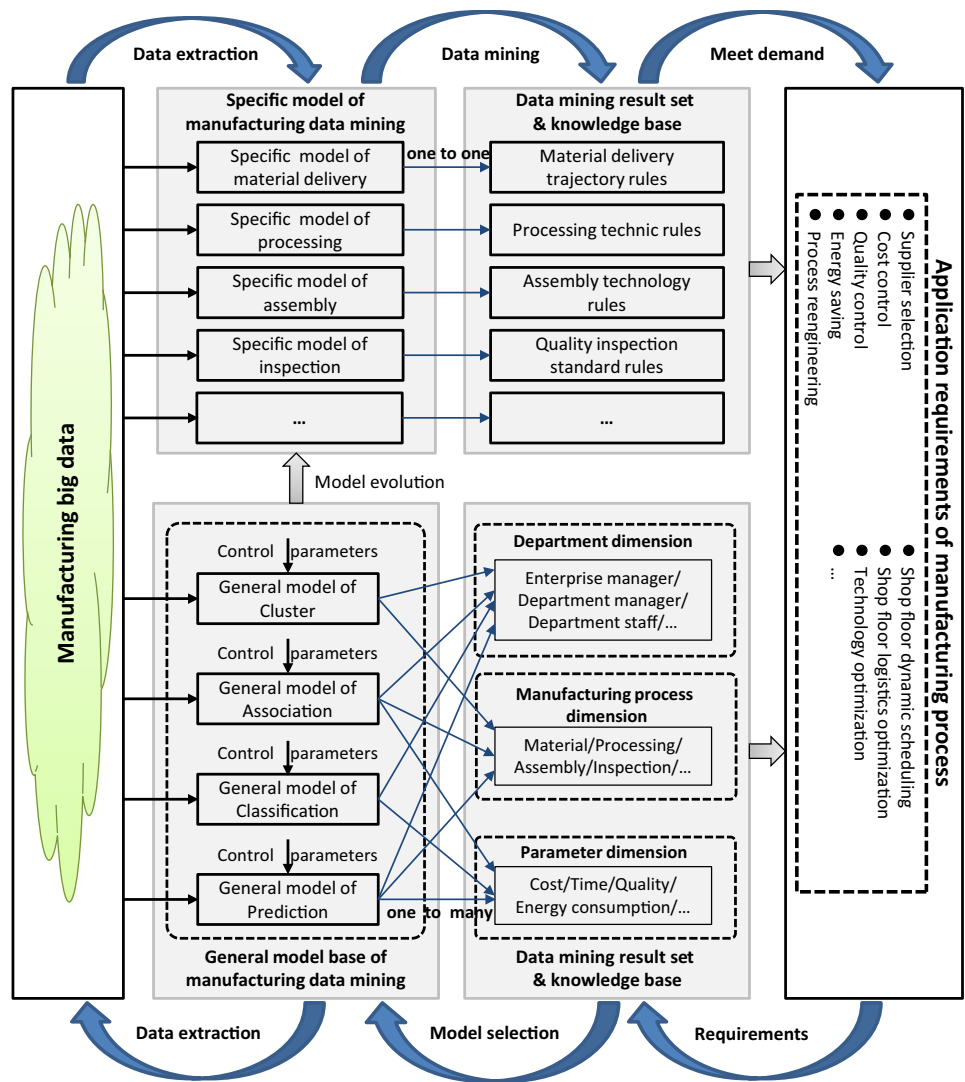 Data extraction
Data mining
Meet demand
Manufacturing big data
Specific model of
manufacturing data mining
Specific model of
material delivery
Specific model of
processing
Specific model of
assembly
Specific model of
inspection
...
one to one
Data mining result set
& knowledge base
Material delivery
trajectory rules
Processing technic rules
Assembly technology
rules
Quality inspection
standard rules
...
Model evolution
Control parameters
General model of
Cluster
Control parameters
General model of
Association
Control parameters
General model of
Classification
Control parameters
General model of
Prediction
one to many
General model base of
manufacturing data mining
Department dimension
Enterprise manager/
Department manager/
Department staff/...
Manufacturing process
dimension
Material/Processing/
Assembly/Inspection/...
Parameter dimension
Cost/Time/Quality/
Energy consumption/...
Data mining result set
& knowledge base
Application requirements of manufacturing process
● Supplier selection
● Cost control
● Quality control
● Energy saving
● Process reengineering
● Shop floor dynamic scheduling
● Shop floor logistics optimization
● Technology optimization
● ...
Data extraction
Model selection
Requirements